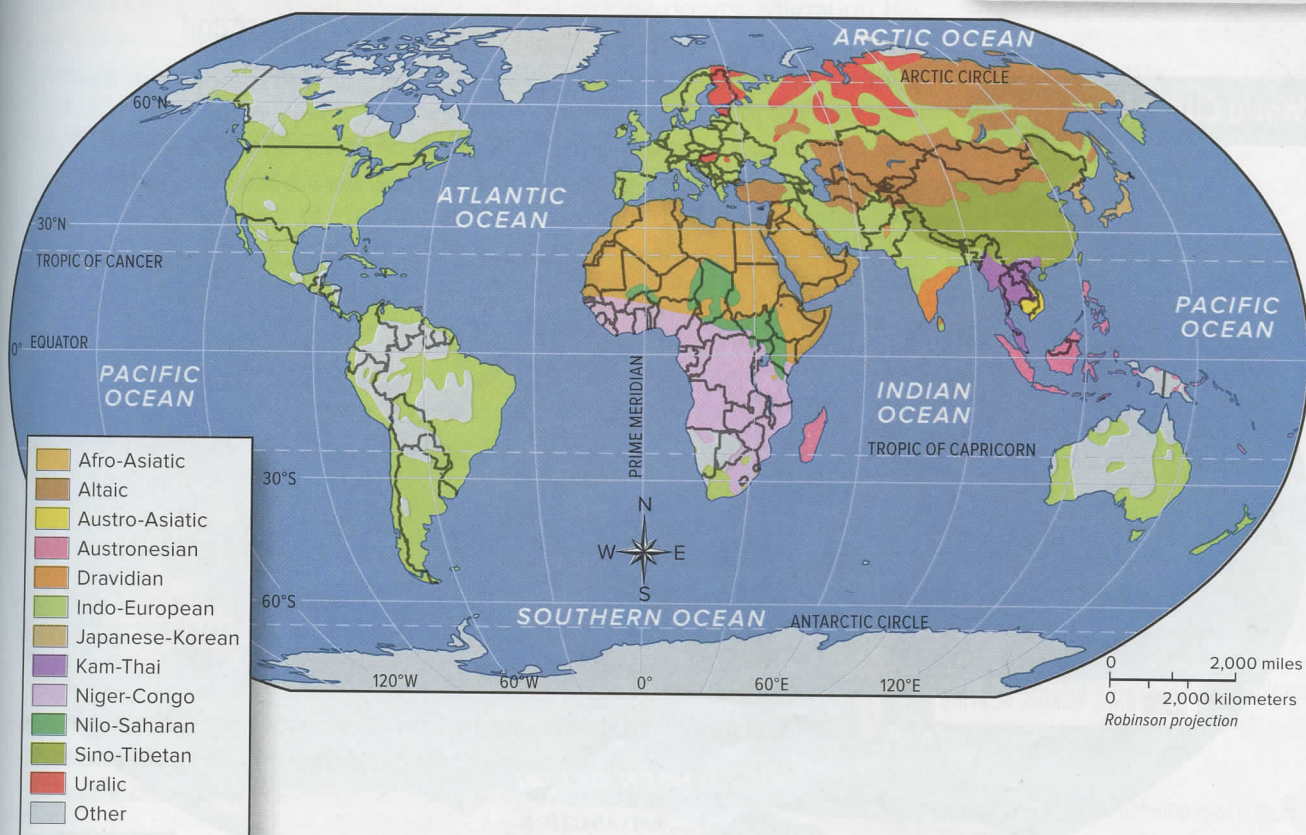 ARCTIC OCEAN
ARCTIC CIRCLE
60°N
ATLANTIC
OCEAN
30°N
TROPIC OF CANCER
PACIFIC
OCEAN
0°
EQUATOR
PACIFIC
OCEAN
PRIME MERIDIAN
INDIAN
OCEAN
TROPIC OF CAPRICORN
30°S
N
W
E
S
60°S
SOUTHERN OCEAN
ANTARCTIC CIRCLE
120°W
60°W
0°
60°E
120°E
Afro-Asiatic
Altaic
Austro-Asiatic
Austronesian
Dravidian
Indo-European
Japanese-Korean
Kam-Thai
Niger-Congo
Nilo-Saharan
Sino-Tibetan
Uralic
Other
0 2,000 miles
0 2,000 kilometers
Robinson projection